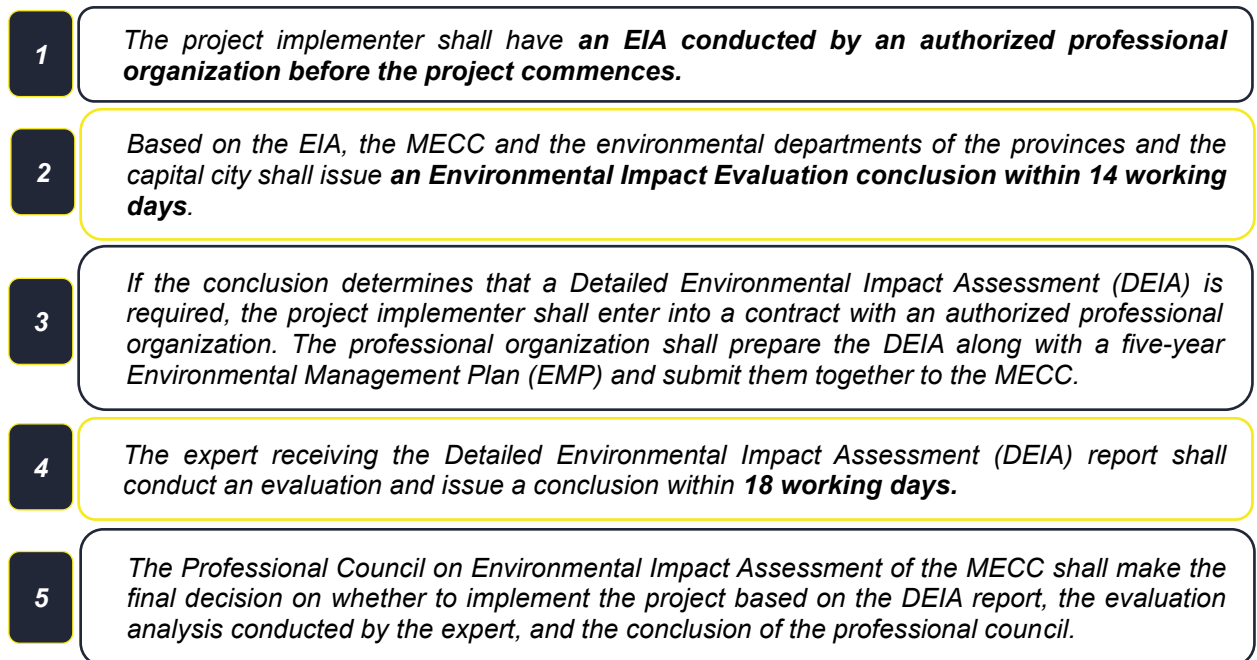 1
The project implementer shall have an EIA conducted by an authorized professional
organization before the project commences.
2
Based on the EIA, the MECC and the environmental departments of the provinces and the
capital city shall issue an Environmental Impact Evaluation conclusion within 14 working
days.
3
If the conclusion determines that a Detailed Environmental Impact Assessment (DEIA) is
required, the project implementer shall enter into a contract with an authorized professional
organization. The professional organization shall prepare the DEIA along with a five-year
Environmental Management Plan (EMP) and submit them together to the MECC.
4
The expert receiving the Detailed Environmental Impact Assessment (DEIA) report shall
conduct an evaluation and issue a conclusion within 18 working days.
5
The Professional Council on Environmental Impact Assessment of the MECC shall make the
final decision on whether to implement the project based on the DEIA report, the evaluation
analysis conducted by the expert, and the conclusion of the professional council.